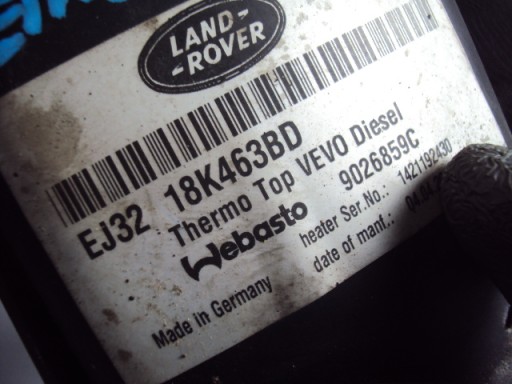 LAND-
-ROVER
EJ32 18K463BD
Thermo Top VEVO Diesel
Webasto 9026859C
heater Ser.No.: 1421192430
date of manf.:
Made in Germany